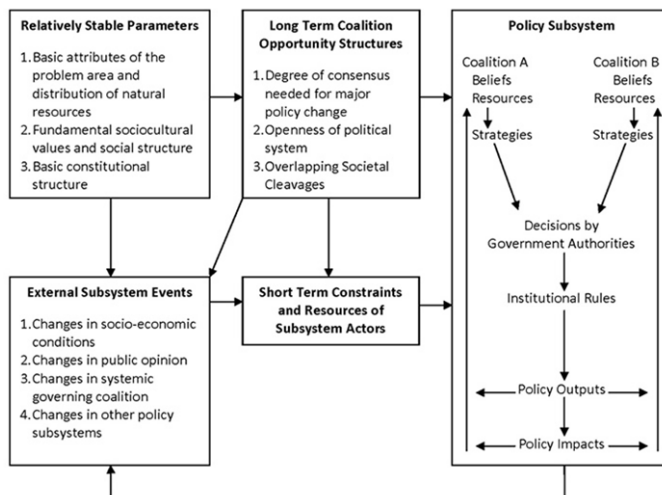 Relatively Stable Parameters
1.Basic attributes of the
problem area and
distribution of natural
resources
2.Fundamental sociocultural
values and social structure
3.Basic constitutional
structure
Long Term Coalition
Opportunity Structures
1.Degree of consensus
needed for major
policy change
2.Openness of political
system
3.Overlapping Societal
Cleavages
Policy Subsystem
Coalition A
Beliefs
Resources
Strategies
Coalition B
Beliefs
Resources
Strategies
Decisions by
Government Authorities
Institutional Rules
Policy Outputs
Policy Impacts
External Subsystem Events
1.Changes in socio-economic
conditions
2.Changes in public opinion
3.Changes in systemic
governing coalition
4.Changes in other policy
subsystems
Short Term Constraints
and Resources of
Subsystem Actors